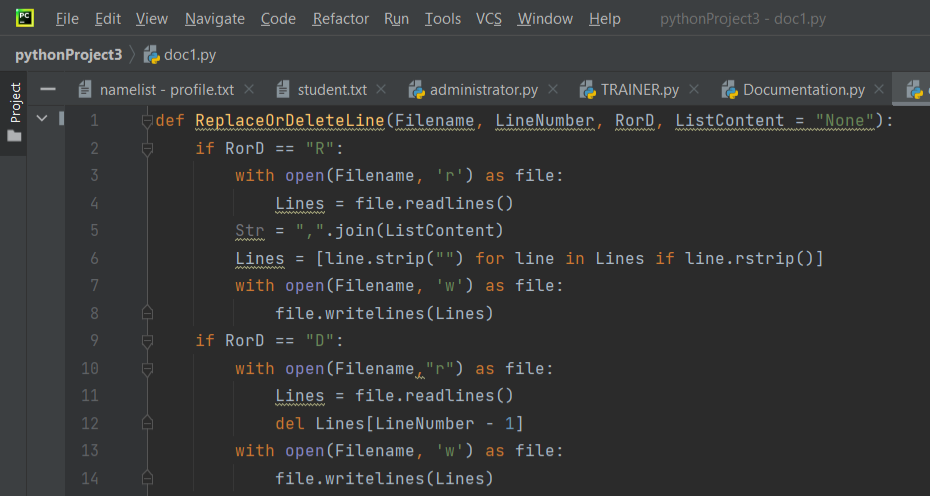 PC
File Edit View Navigate Code Refactor Run Tools VCS Window Help pythonProject3 - doc1.py
pythonProject3 doc1.py
Project
namelist - profile.txt student.txt administrator.py TRAINER.py Documentation.py
1 def ReplaceOrDeleteLine(Filename, LineNumber, RorD, ListContent = "None"):
2 if RorD == "R":
3 with open(Filename, 'r') as file:
4 Lines = file.readlines()
5 Str = ",".join(ListContent)
6 Lines = [line.strip("") for line in Lines if line.rstrip()]
7 with open(Filename, 'w') as file:
8 file.writelines(Lines)
9 if RorD == "D":
10 with open(Filename,"r") as file:
11 Lines = file.readlines()
12 del Lines[LineNumber - 1]
13 with open(Filename, 'w') as file:
14 file.writelines(Lines)